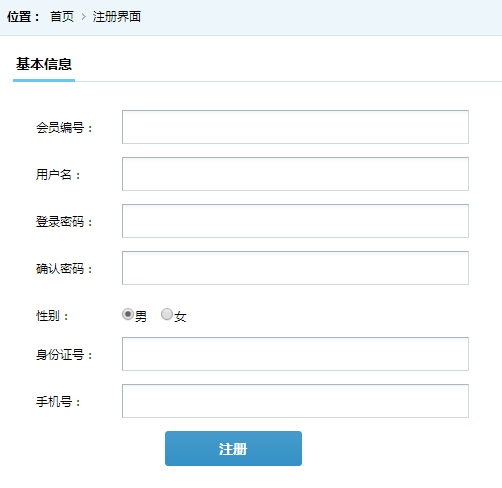 位置： 首页 > 注册界面
基本信息
会员编号：
用户名：
登录密码：
确认密码：
性别： 男 女
身份证号：
手机号：
注册